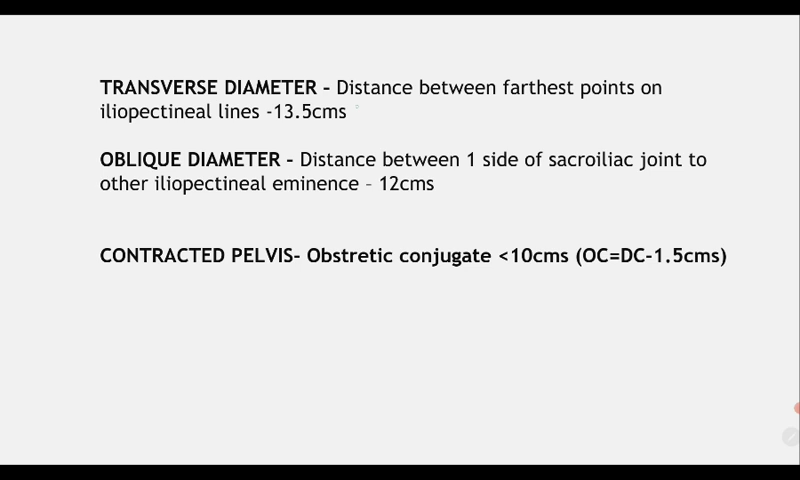 TRANSVERSE DIAMETER - Distance between farthest points on
iliopectineal lines -13.5cms
OBLIQUE DIAMETER - Distance between 1 side of sacroiliac joint to
other iliopectineal eminence - 12cms
CONTRACTED PELVIS- Obstretic conjugate <10cms (OC=DC-1.5cms)